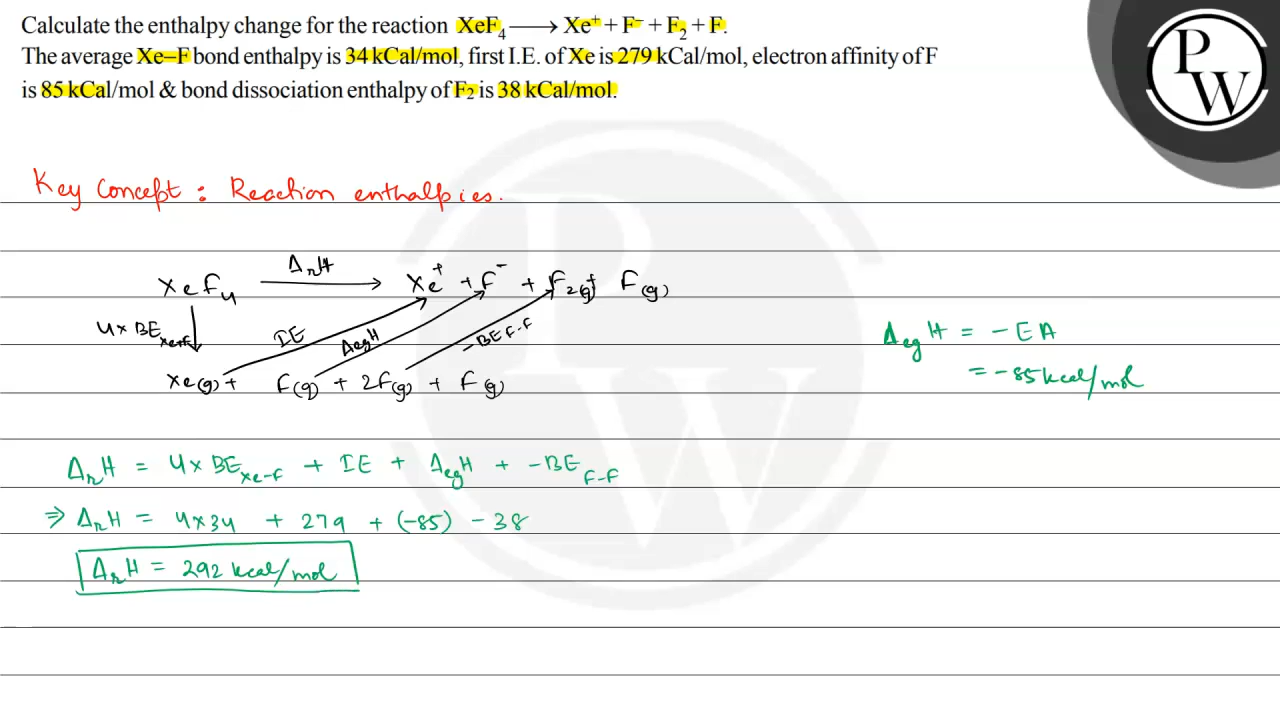 Calculate the enthalpy change for the reaction XeF₄ ⟶ Xe⁺ + F⁻ + F₂ + F.
The average Xe–F bond enthalpy is 34 kCal/mol, first I.E. of Xe is 279 kCal/mol, electron affinity of F
is 85 kCal/mol & bond dissociation enthalpy of F₂ is 38 kCal/mol.
P
W
Key Concept : Reaction enthalpies.
XeF₄ ⟶ Xe⁺ + F⁻ + F₂(g) + F(g)
ΔrH
4 × BE Xe-F
IE
ΔegH
-BE F-F
Xe(g) + F(g) + 2F(g) + F(g)
ΔegH = - EA
= -85 kcal/mol
ΔrH = 4 × BE Xe-F + IE + ΔegH + -BE F-F
⇒ ΔrH = 4×34 + 279 + (-85) - 38
ΔrH = 292 kcal/mol
P
W